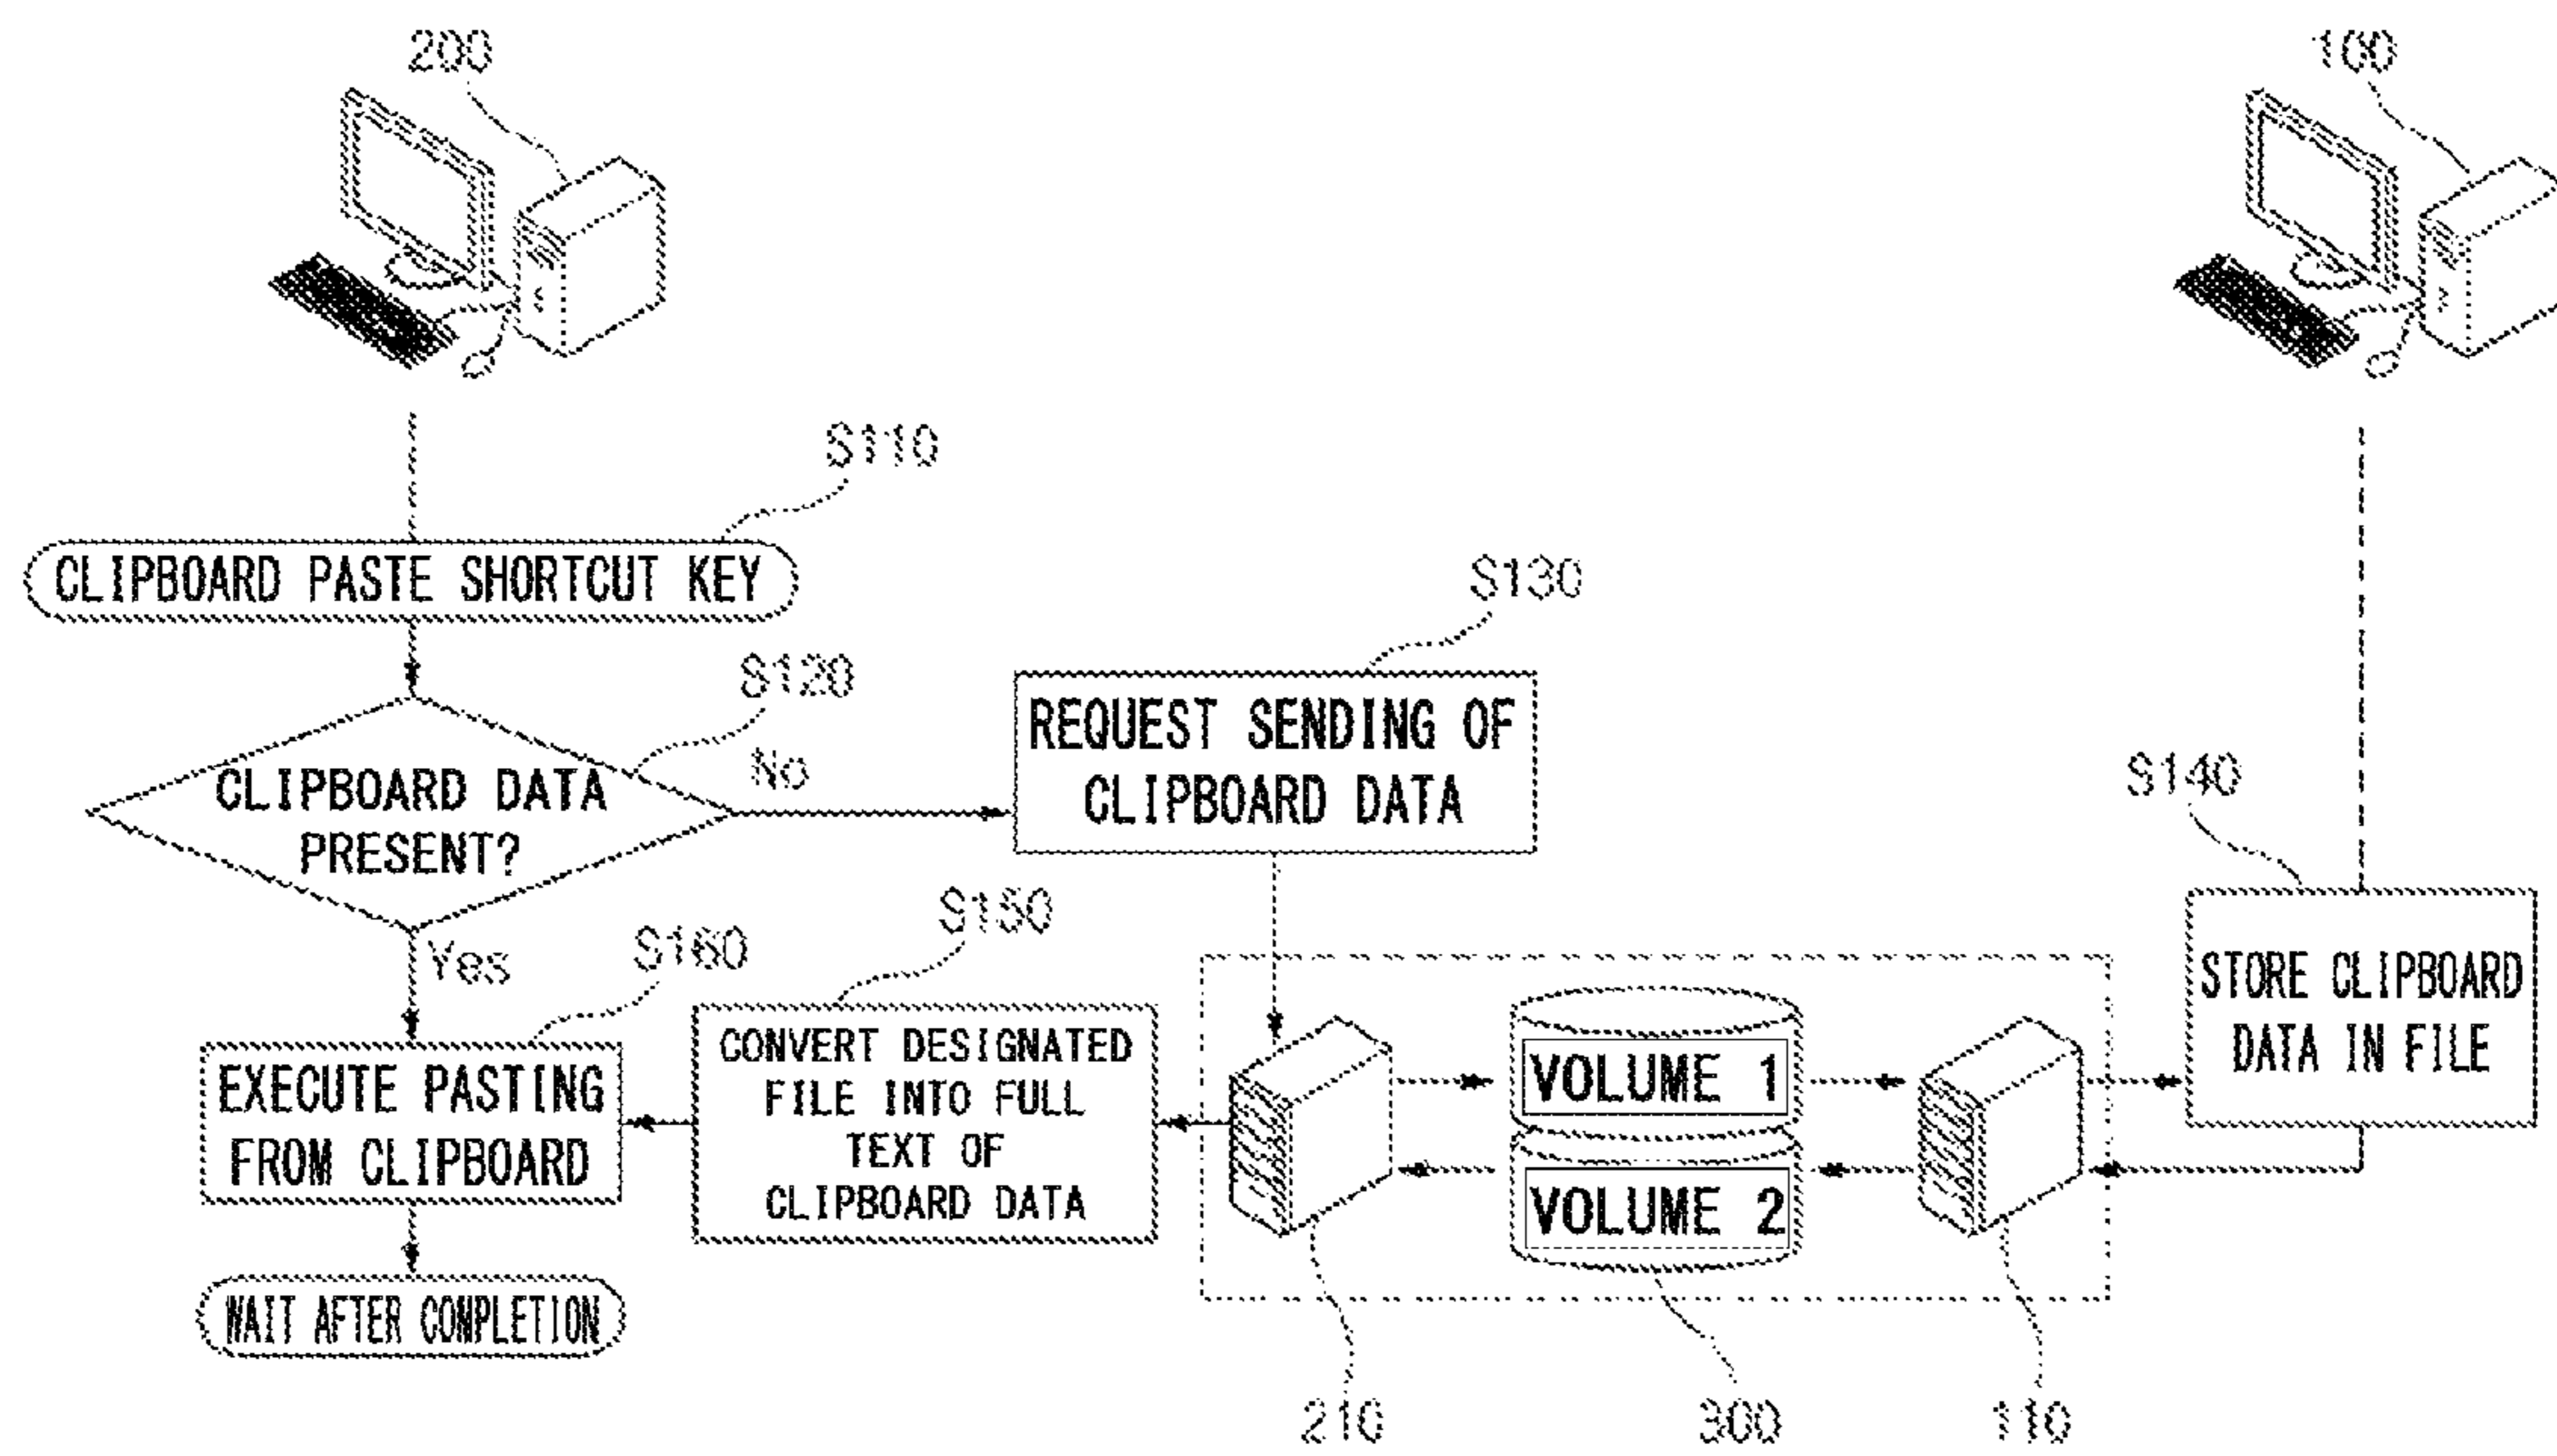 200
100
S110
CLIPBOARD PASTE SHORTCUT KEY
S120
CLIPBOARD DATA
PRESENT?
No
Yes
S130
REQUEST SENDING OF
CLIPBOARD DATA
S140
STORE CLIPBOARD
DATA IN FILE
S150
CONVERT DESIGNATED
FILE INTO FULL
TEXT OF
CLIPBOARD DATA
S160
EXECUTE PASTING
FROM CLIPBOARD
WAIT AFTER COMPLETION
VOLUME 1
VOLUME 2
210
300
110